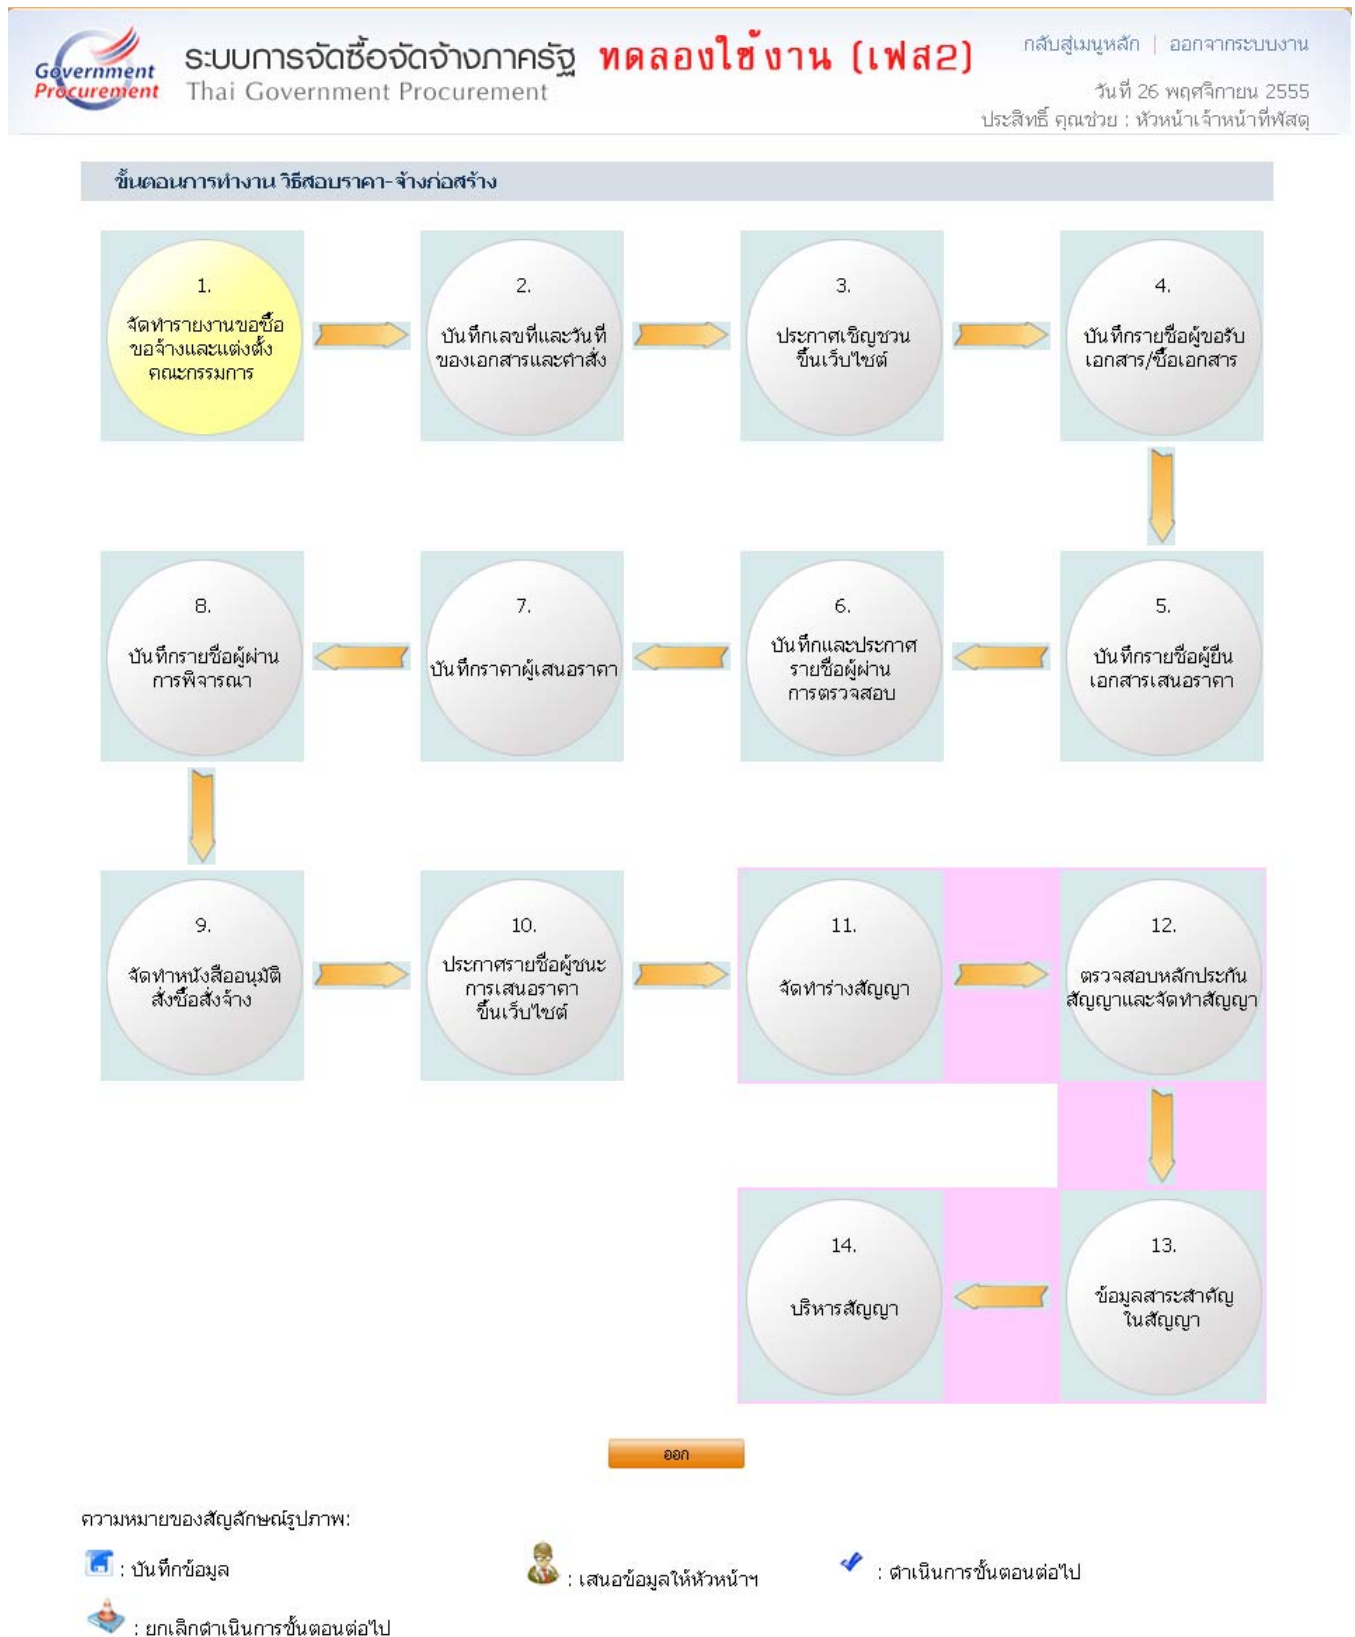 Government
Procurement
ระบบการจัดซื้อจัดจ้างภาครัฐ ทดลองใช้งาน (เฟส2)
Thai Government Procurement
กลับสู่เมนูหลัก | ออกจากระบบงาน
วันที่ 26 พฤศจิกายน 2555
ประสิทธิ์ คุณช่วย : หัวหน้าเจ้าหน้าที่พัสดุ
ขั้นตอนการทำงาน วิธีสอบราคา-จ้างก่อสร้าง
1.
จัดทำรายงานขอซื้อ
ขอจ้างและแต่งตั้ง
คณะกรรมการ
2.
บันทึกเลขที่และวันที่
ของเอกสารและคำสั่ง
3.
ประกาศเชิญชวน
ขึ้นเว็บไซต์
4.
บันทึกรายชื่อผู้ขอรับ
เอกสาร/ซื้อเอกสาร
5.
บันทึกรายชื่อผู้ยื่น
เอกสารเสนอราคา
6.
บันทึกและประกาศ
รายชื่อผู้ผ่าน
การตรวจสอบ
7.
บันทึกราคาผู้เสนอราคา
8.
บันทึกรายชื่อผู้ผ่าน
การพิจารณา
9.
จัดทำหนังสืออนุมัติ
สั่งซื้อสั่งจ้าง
10.
ประกาศรายชื่อผู้ชนะ
การเสนอราคา
ขึ้นเว็บไซต์
11.
จัดทำร่างสัญญา
12.
ตรวจสอบหลักประกัน
สัญญาและจัดทำสัญญา
13.
ข้อมูลสาระสำคัญ
ในสัญญา
14.
บริหารสัญญา
ออก
ความหมายของสัญลักษณ์รูปภาพ:
: บันทึกข้อมูล
: เสนอข้อมูลให้หัวหน้าฯ
: ดำเนินการขั้นตอนต่อไป
: ยกเลิกดำเนินการขั้นตอนต่อไป